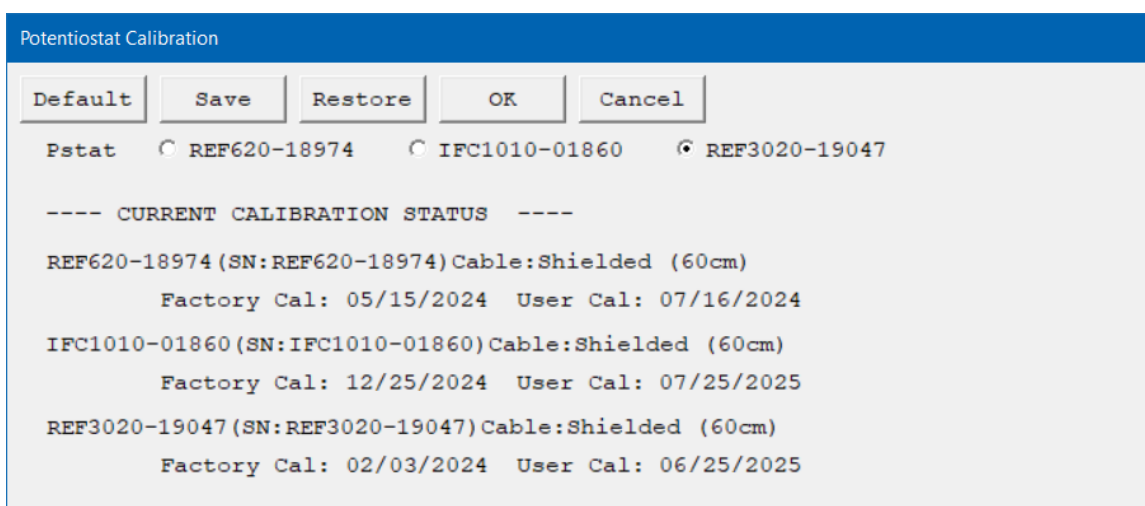 Potentiostat Calibration
Default Save Restore OK Cancel
Pstat REF620-18974 IFC1010-01860 REF3020-19047
---- CURRENT CALIBRATION STATUS ----
REF620-18974(SN:REF620-18974)Cable:Shielded (60cm)
Factory Cal: 05/15/2024 User Cal: 07/16/2024
IFC1010-01860(SN:IFC1010-01860)Cable:Shielded (60cm)
Factory Cal: 12/25/2024 User Cal: 07/25/2025
REF3020-19047(SN:REF3020-19047)Cable:Shielded (60cm)
Factory Cal: 02/03/2024 User Cal: 06/25/2025